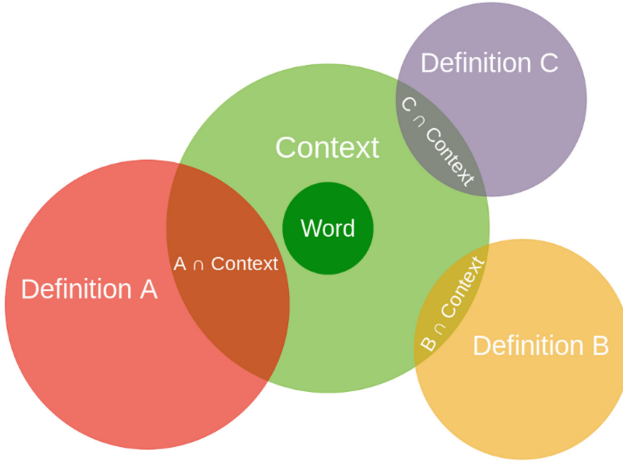 Definition C
C ∩ Context
Context
Word
A ∩ Context
Definition A
B ∩ Context
Definition B